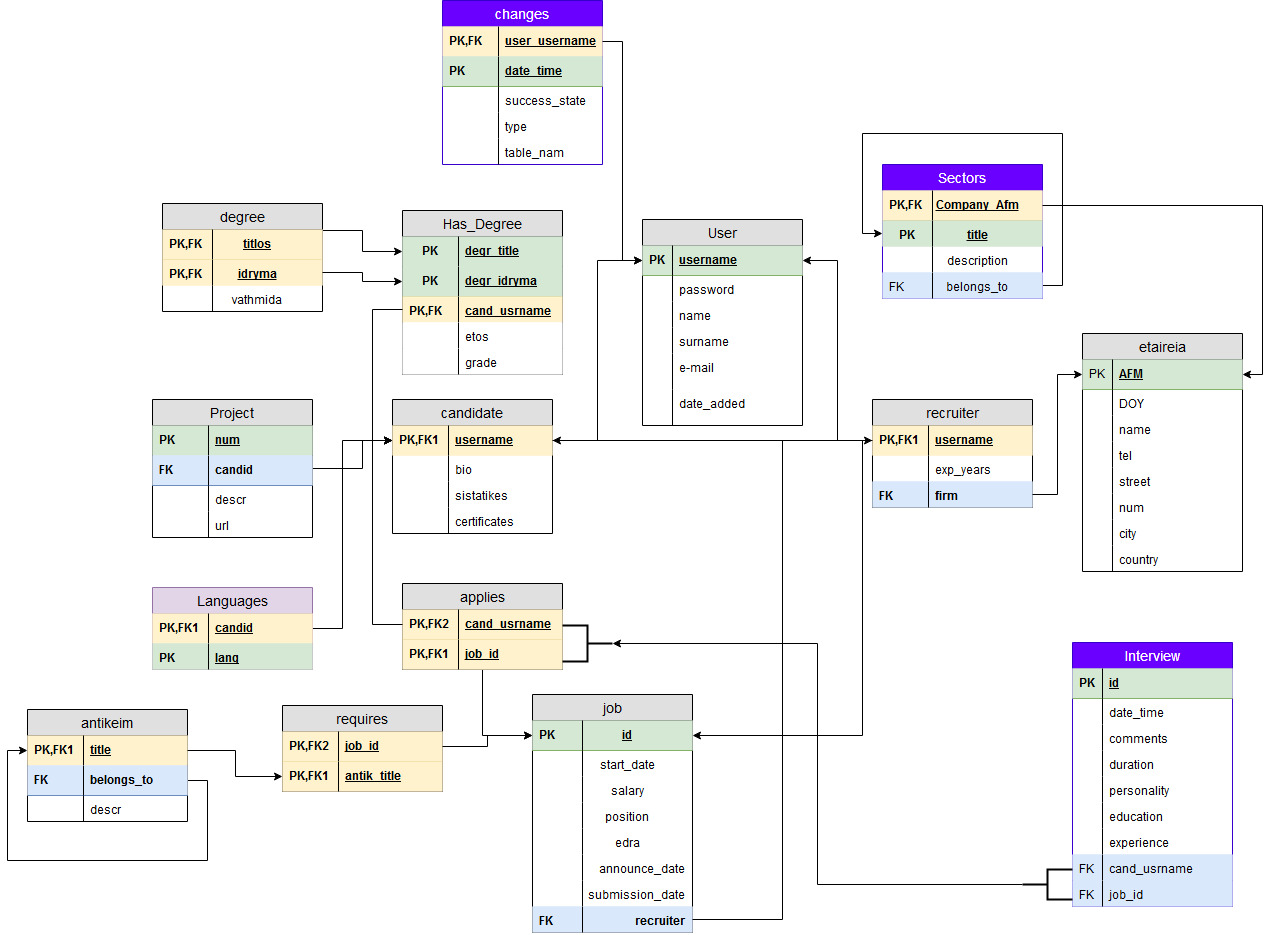 changes
PK,FK user_username
PK date_time
success_state
type
table_nam
Sectors
PK,FK Company_Afm
PK title
description
FK belongs_to
degree
PK,FK titlos
PK,FK idryma
vathmida
Has_Degree
PK degr_title
PK degr_idryma
PK,FK cand_usrname
etos
grade
User
PK username
password
name
surname
e-mail
date_added
etaireia
PK AFM
DOY
name
tel
street
num
city
country
Project
PK num
FK candid
descr
url
candidate
PK,FK1 username
bio
sistatikes
certificates
recruiter
PK,FK1 username
exp_years
FK firm
Languages
PK,FK1 candid
PK lang
applies
PK,FK2 cand_usrname
PK,FK1 job_id
Interview
PK id
date_time
comments
duration
personality
education
experience
FK cand_usrname
FK job_id
antikeim
PK,FK1 title
FK belongs_to
descr
requires
PK,FK2 job_id
PK,FK1 antik_title
job
PK id
start_date
salary
position
edra
announce_date
submission_date
FK recruiter